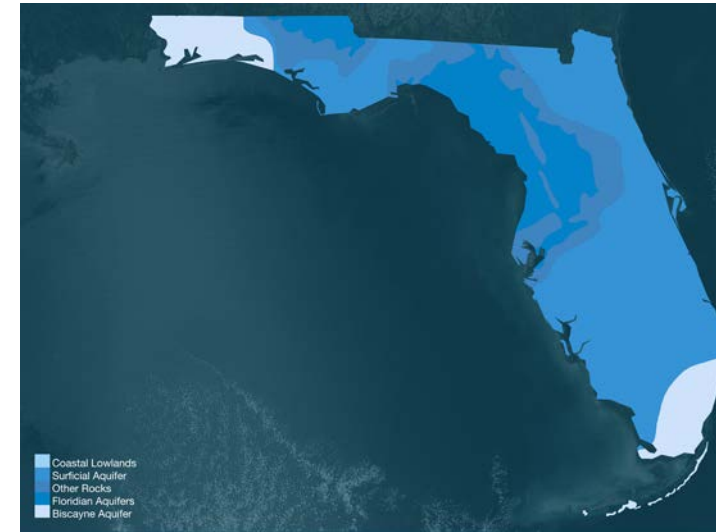 Coastal Lowlands
Surficial Aquifer
Other Rocks
Floridian Aquifers
Biscayne Aquifer